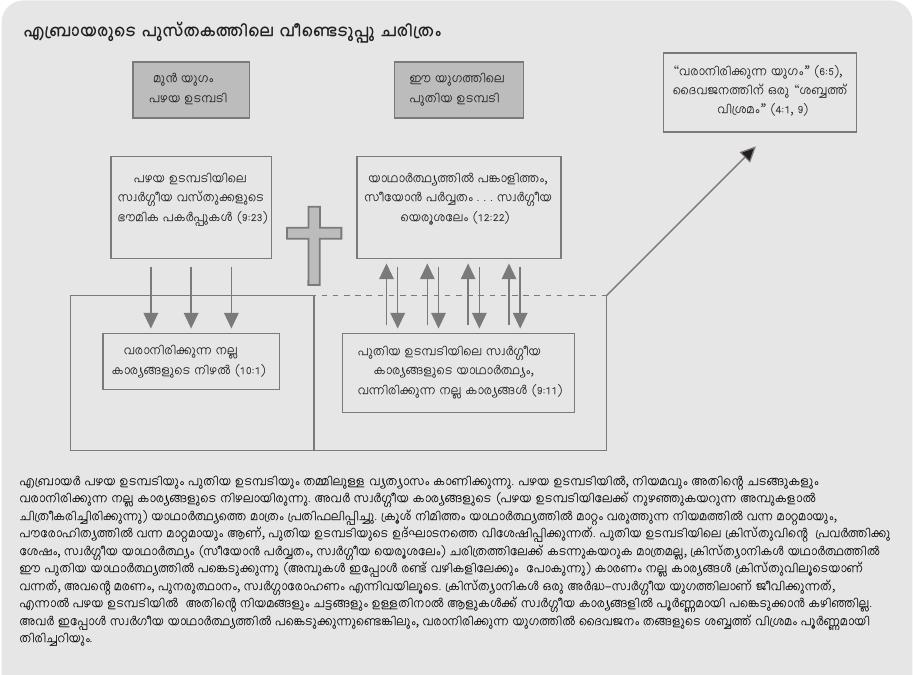 എബ്രായരുടെ പുസ്തകത്തിലെ വീണ്ടെടുപ്പു ചരിത്രം
മുൻ യുഗം
പഴയ ഉടമ്പടി
ഈ യുഗത്തിലെ
പുതിയ ഉടമ്പടി
“വരാനിരിക്കുന്ന യുഗം” (6:5),
ദൈവജനത്തിന് ഒരു “ശബ്ബത്ത്
വിശ്രമം” (4:1, 9)
പഴയ ഉടമ്പടിയിലെ
സ്വർഗ്ഗീയ വസ്തുക്കളുടെ
ഭൗമിക പകർപ്പുകൾ (9:23)
യാഥാർത്ഥ്യത്തിൽ പങ്കാളിത്തം,
സീയോൻ പർവ്വതം . . . സ്വർഗ്ഗീയ
യെരൂശലേം (12:22)
വരാനിരിക്കുന്ന നല്ല
കാര്യങ്ങളുടെ നിഴൽ (10:1)
പുതിയ ഉടമ്പടിയിലെ സ്വർഗ്ഗീയ
കാര്യങ്ങളുടെ യാഥാർത്ഥ്യം,
വന്നിരിക്കുന്ന നല്ല കാര്യങ്ങൾ (9:11)
എബ്രായർ പഴയ ഉടമ്പടിയും പുതിയ ഉടമ്പടിയും തമ്മിലുള്ള വ്യത്യാസം കാണിക്കുന്നു. പഴയ ഉടമ്പടിയിൽ, നിയമവും അതിന്റെ ചടങ്ങുകളും
വരാനിരിക്കുന്ന നല്ല കാര്യങ്ങളുടെ നിഴലായിരുന്നു. അവർ സ്വർഗ്ഗീയ കാര്യങ്ങളുടെ (പഴയ ഉടമ്പടിയിലേക്ക് നുഴഞ്ഞുകയറുന്ന അമ്പുകളാൽ
ചിത്രീകരിച്ചിരിക്കുന്നു) യാഥാർത്ഥ്യത്തെ മാത്രം പ്രതിഫലിപ്പിച്ചു. ക്രൂശ് നിമിത്തം യാഥാർത്ഥ്യത്തിൽ മാറ്റം വരുത്തുന്ന നിയമത്തിൽ വന്ന മാറ്റമായും,
പൗരോഹിത്യത്തിൽ വന്ന മാറ്റമായും ആണ്, പുതിയ ഉടമ്പടിയുടെ ഉദ്ഘാടനത്തെ വിശേഷിപ്പിക്കുന്നത്. പുതിയ ഉടമ്പടിയിലെ ക്രിസ്തുവിന്റെ പ്രവർത്തിക്കു
ശേഷം, സ്വർഗ്ഗീയ യാഥാർത്ഥ്യം (സീയോൻ പർവതം, സ്വർഗ്ഗീയ യെരൂശലേം) ചരിത്രത്തിലേക്ക് കടന്നുകയറുക മാത്രമല്ല, ക്രിസ്ത്യാനികൾ യഥാർത്ഥത്തിൽ
ഈ പുതിയ യാഥാർത്ഥ്യത്തിൽ പങ്കെടുക്കുന്നു (അമ്പുകൾ ഇപ്പോൾ രണ്ട് വഴികളിലേക്കും പോകുന്നു) കാരണം നല്ല കാര്യങ്ങൾ ക്രിസ്തുവിലൂടെയാണ്
വന്നത്, അവന്റെ മരണം, പുനരുത്ഥാനം, സ്വർഗ്ഗാരോഹണം എന്നിവയിലൂടെ. ക്രിസ്ത്യാനികൾ ഒരു അർദ്ധ-സ്വർഗ്ഗീയ യുഗത്തിലാണ് ജീവിക്കുന്നത്,
എന്നാൽ പഴയ ഉടമ്പടിയിൽ അതിന്റെ നിയമങ്ങളും ചട്ടങ്ങളും ഉള്ളതിനാൽ ആളുകൾക്ക് സ്വർഗ്ഗീയ കാര്യങ്ങളിൽ പൂർണ്ണമായി പങ്കെടുക്കാൻ കഴിഞ്ഞില്ല.
അവർ ഇപ്പോൾ സ്വർഗീയ യാഥാർത്ഥ്യത്തിൽ പങ്കെടുക്കുന്നുണ്ടെങ്കിലും, വരാനിരിക്കുന്ന യുഗത്തിൽ ദൈവജനം തങ്ങളുടെ ശബ്ബത്ത് വിശ്രമം പൂർണ്ണമായി
തിരിച്ചറിയും.